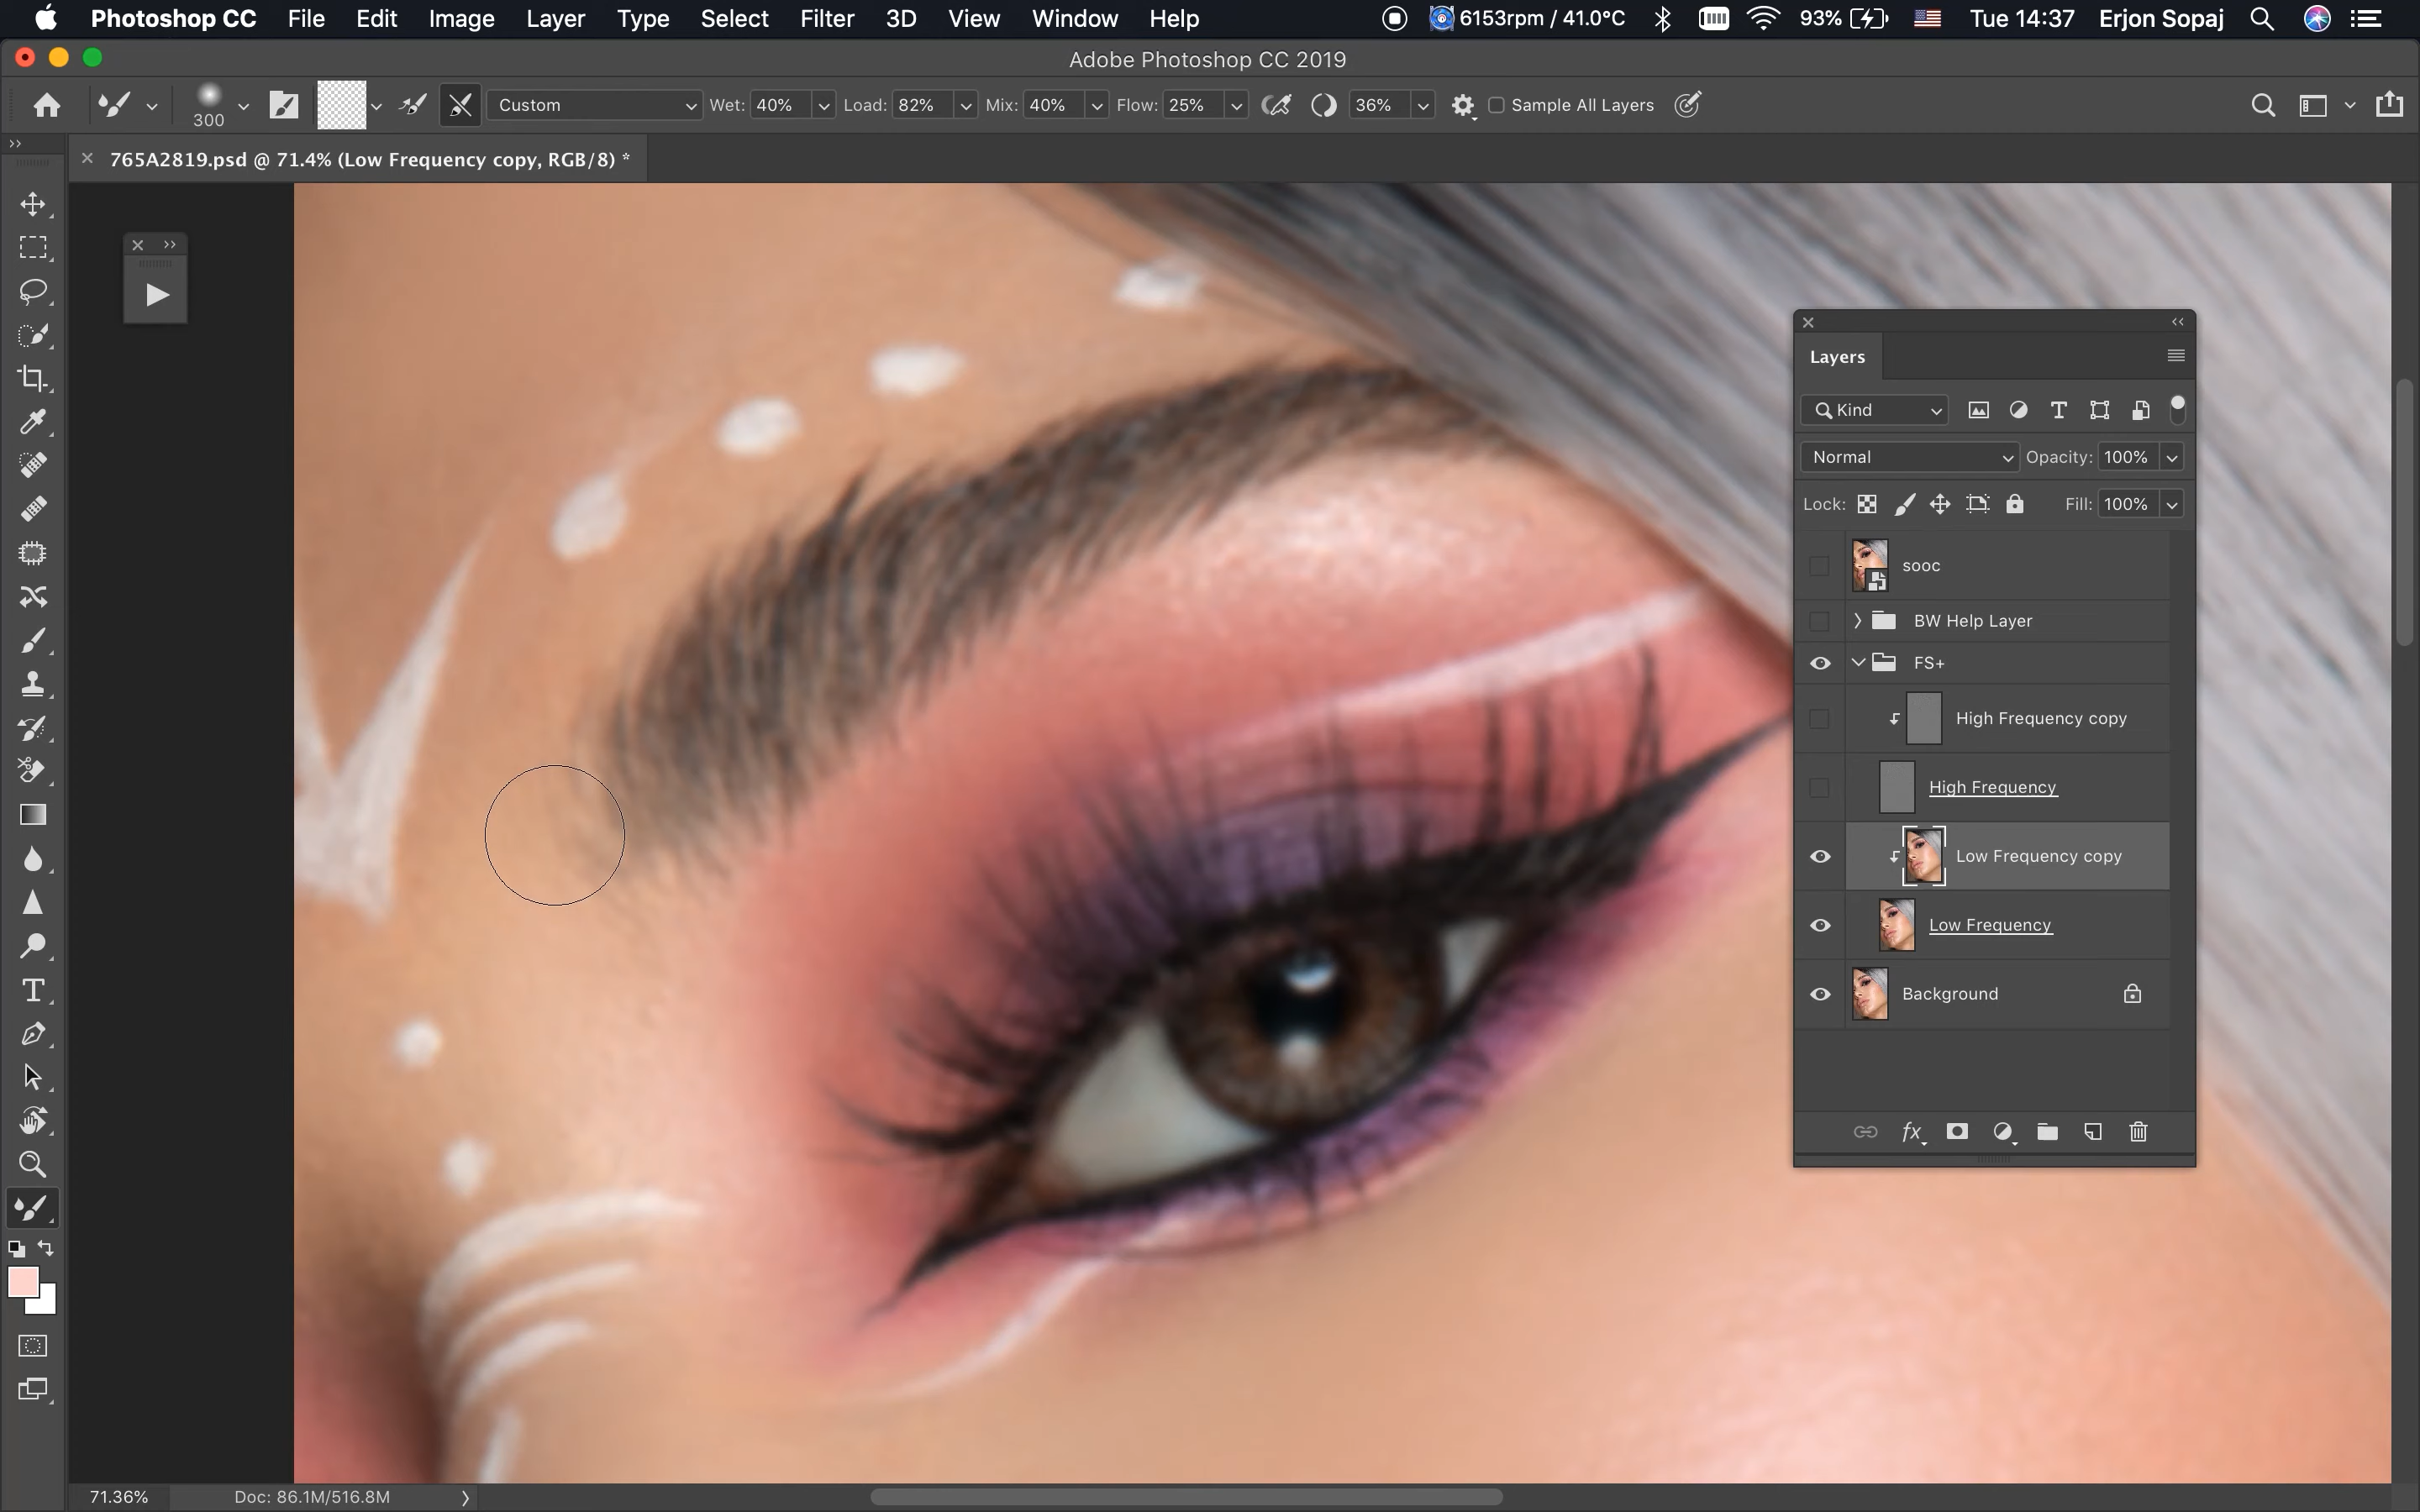 Photoshop CC File Edit Image Layer Type Select Filter 3D View Window Help 6153rpm / 41.0°C 93% Tue 14:37 Erjon Sopaj
Adobe Photoshop CC 2019
300 Custom Wet: 40% Load: 82% Mix: 40% Flow: 25% 36% Sample All Layers
765A2819.psd @ 71.4% (Low Frequency copy, RGB/8) *
Layers
Kind
Normal Opacity: 100%
Lock: Fill: 100%
sooc
BW Help Layer
FS+
High Frequency copy
High Frequency
Low Frequency copy
Low Frequency
Background
71.36% Doc: 86.1M/516.8M